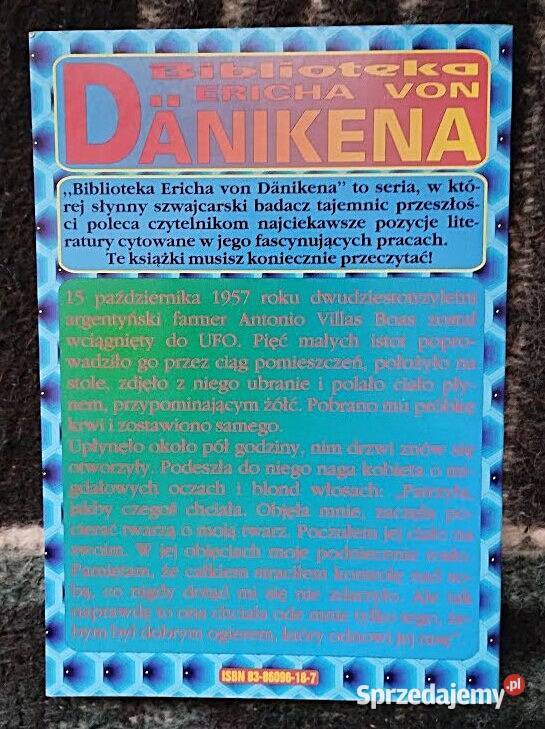 Biblioteka
ERICHA VON
DÄNIKENA
„Biblioteka Ericha von Dänikena” to seria, w któ-
rej słynny szwajcarski badacz tajemnic przeszłoś-
ci poleca czytelnikom najciekawsze pozycje lite-
ratury cytowane w jego fascynujących pracach.
Te książki musisz koniecznie przeczytać!
15 października 1957 roku dwudziestotrzyletni
argentyński farmer Antonio Villas Boas został
wciągnięty do UFO. Pięć małych istot popro-
wadziło go przez ciąg pomieszczeń, położyło na
stole, zdjęło z niego ubranie i polało ciało pły-
nem, przypominającym żółć. Pobrano mu próbkę
krwi i zostawiono samego.
Upłynęło około pół godziny, nim drzwi znów się
otworzyły. Podeszła do niego naga kobieta o mi-
gdałowych oczach i blond włosach: „Patrzyła,
jakby czegoś chciała. Objęła mnie, zaczęła po-
cierać twarzą o moją twarz. Poczułem jej ciało na
swoim. W jej objęciach moje podniecenie rosło.
Pamiętam, że całkiem straciłem kontrolę nad so-
bą, co nigdy dotąd mi się nie zdarzyło. Ale tak
naprawdę to ona chciała ode mnie tylko tego, że-
bym był dobrym ogierem, który odnowi jej rasę”.
ISBN 83-86096-18-7
Sprzedajemy.pl